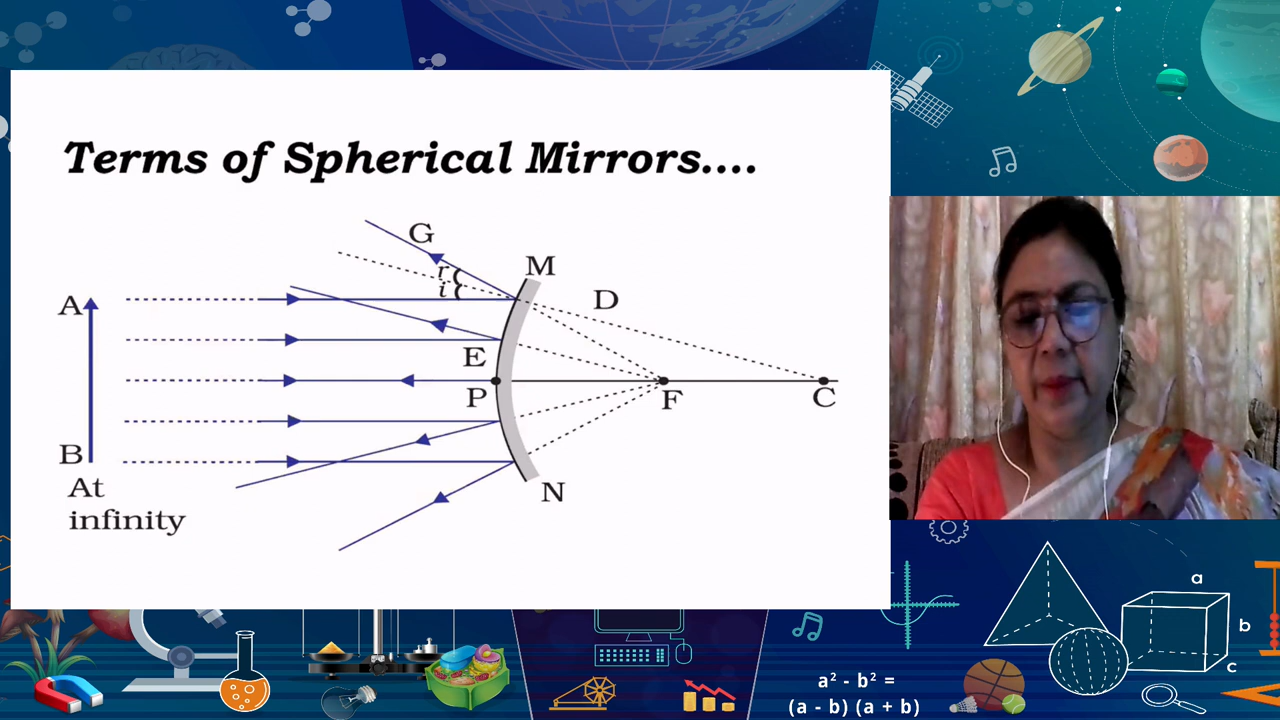 Terms of Spherical Mirrors....
G
M
r
i
D
A
E
P
F
C
B
At
infinity
N
a
b
c
a² - b² =
(a - b) (a + b)